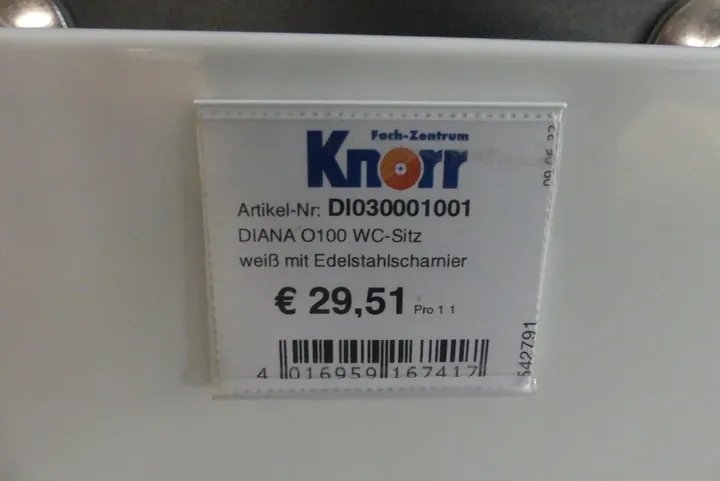 Fach-Zentrum
Knorr
Artikel-Nr: DI030001001
DIANA O100 WC-Sitz
weiß mit Edelstahlscharnier
€ 29,51 Pro 1 1
4 016959 167417
542791